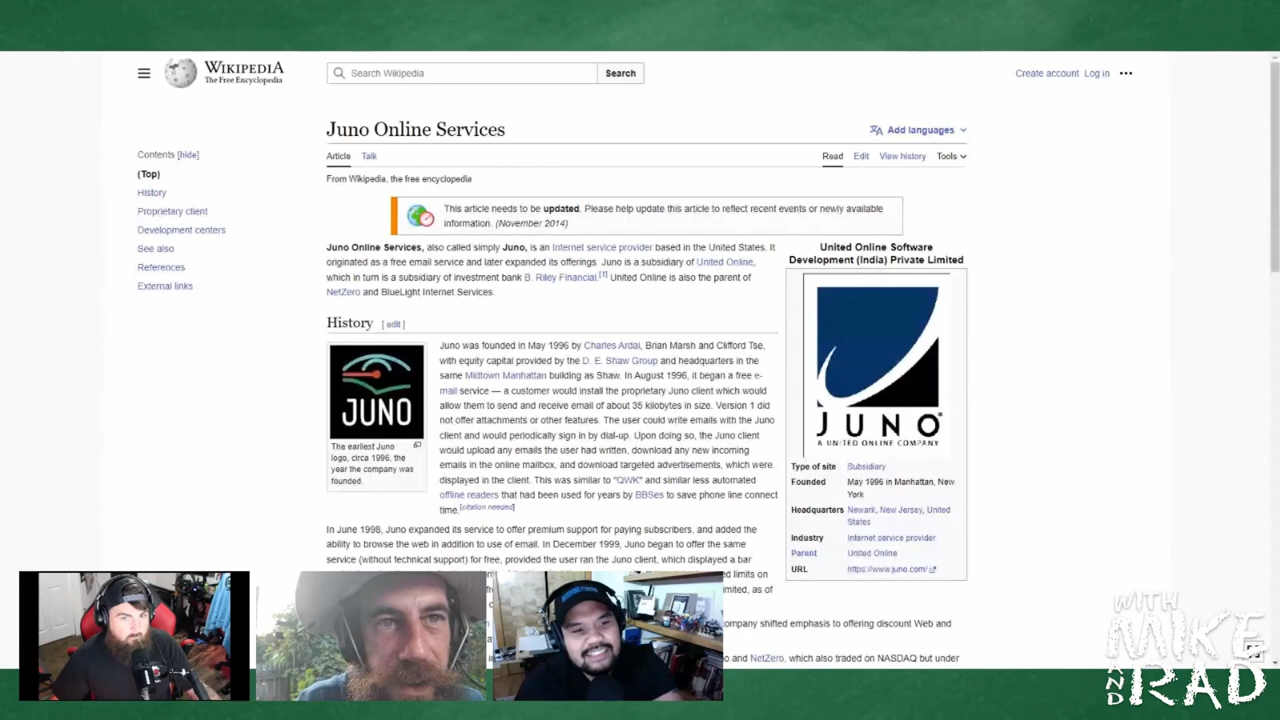 WIKIPEDIA
The Free Encyclopedia
Search Wikipedia
Search
Create account Log in
Juno Online Services
Add languages
Article Talk
Read Edit View history Tools
From Wikipedia, the free encyclopedia
Contents [hide]
(Top)
History
Proprietary client
Development centers
See also
References
External links
This article needs to be updated. Please help update this article to reflect recent events or newly available
information. (November 2014)
Juno Online Services, also called simply Juno, is an Internet service provider based in the United States. It
originated as a free email service and later expanded its offerings. Juno is a subsidiary of United Online,
which in turn is a subsidiary of investment bank B. Riley Financial.[1] United Online is also the parent of
NetZero and BlueLight Internet Services.
United Online Software
Development (India) Private Limited
JUNO
A UNITED ONLINE COMPANY
Type of site Subsidiary
Founded May 1996 in Manhattan, New
York
Headquarters Newark, New Jersey, United
States
Industry Internet service provider
Parent United Online
URL https://www.juno.com/
History [ edit ]
JUNO
The earliest Juno
logo, circa 1996, the
year the company was
founded.
Juno was founded in May 1996 by Charles Ardai, Brian Marsh and Clifford Tse,
with equity capital provided by the D. E. Shaw Group and headquarters in the
same Midtown Manhattan building as Shaw. In August 1996, it began a free e-
mail service — a customer would install the proprietary Juno client which would
allow them to send and receive email of about 35 kilobytes in size. Version 1 did
not offer attachments or other features. The user could write emails with the Juno
client and would periodically sign in by dial-up. Upon doing so, the Juno client
would upload any emails the user had written, download any new incoming
emails in the online mailbox, and download targeted advertisements, which were
displayed in the client. This was similar to "QWK" and similar less automated
offline readers that had been used for years by BBSes to save phone line connect
time.[citation needed]
In June 1998, Juno expanded its service to offer premium support for paying subscribers, and added the
ability to browse the web in addition to use of email. In December 1999, Juno began to offer the same
service (without technical support) for free, provided the user ran the Juno client, which displayed a bar
limits on
as of
company shifted emphasis to offering discount Web and
and NetZero, which also traded on NASDAQ but under
WITH
MIKE
AND
RAD